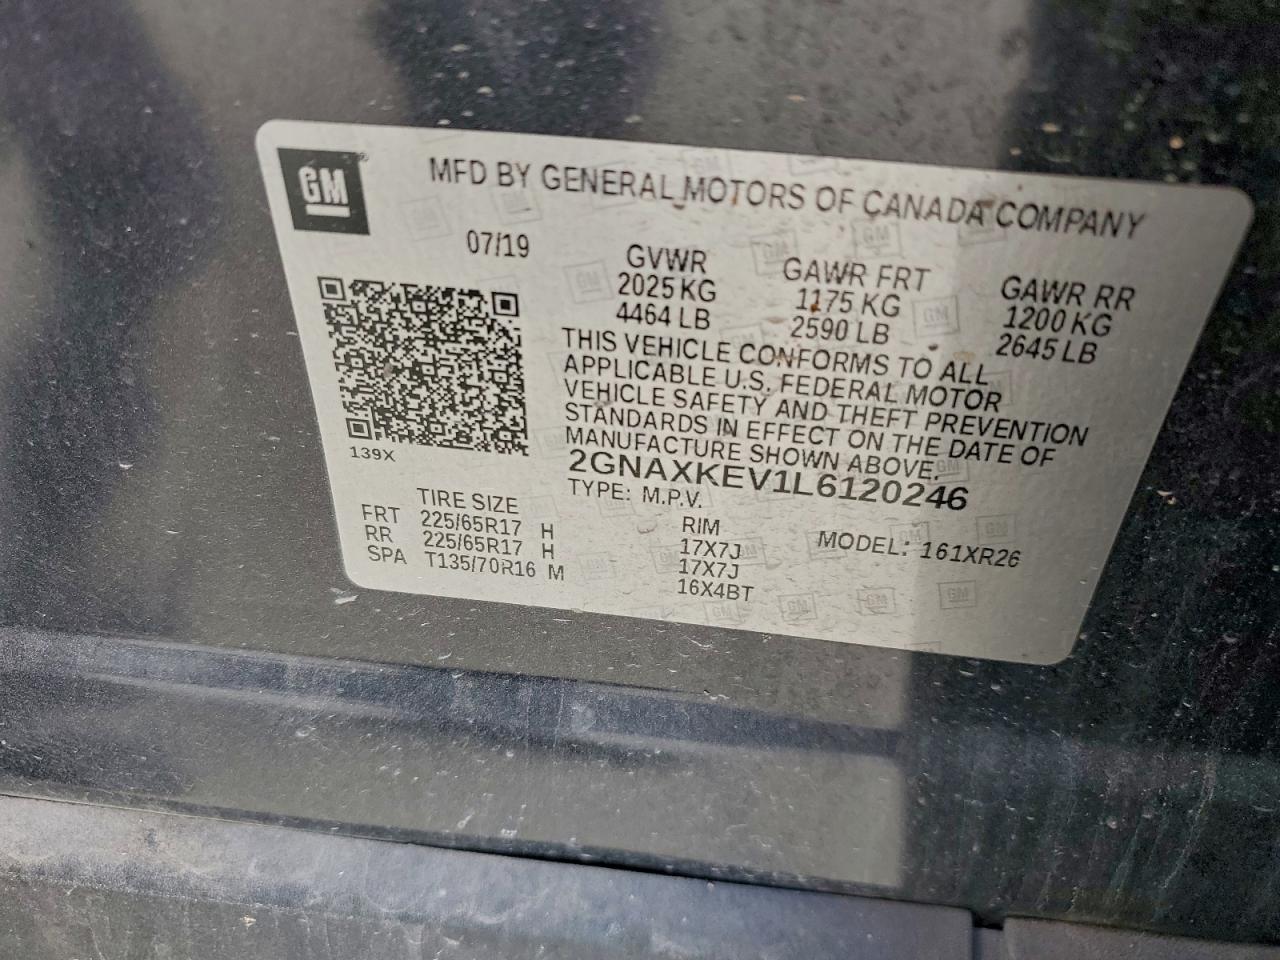 GM
MFD BY GENERAL MOTORS OF CANADA COMPANY
07/19
GVWR GAWR FRT GAWR RR
2025 KG 1175 KG 1200 KG
4464 LB 2590 LB 2645 LB
THIS VEHICLE CONFORMS TO ALL
APPLICABLE U.S. FEDERAL MOTOR
VEHICLE SAFETY AND THEFT PREVENTION
STANDARDS IN EFFECT ON THE DATE OF
MANUFACTURE SHOWN ABOVE.
139X
2GNAXKEV1L6120246
TYPE: M.P.V.
MODEL: 161XR26
TIRE SIZE RIM
FRT 225/65R17 H 17X7J
RR 225/65R17 H 17X7J
SPA T135/70R16 M 16X4BT